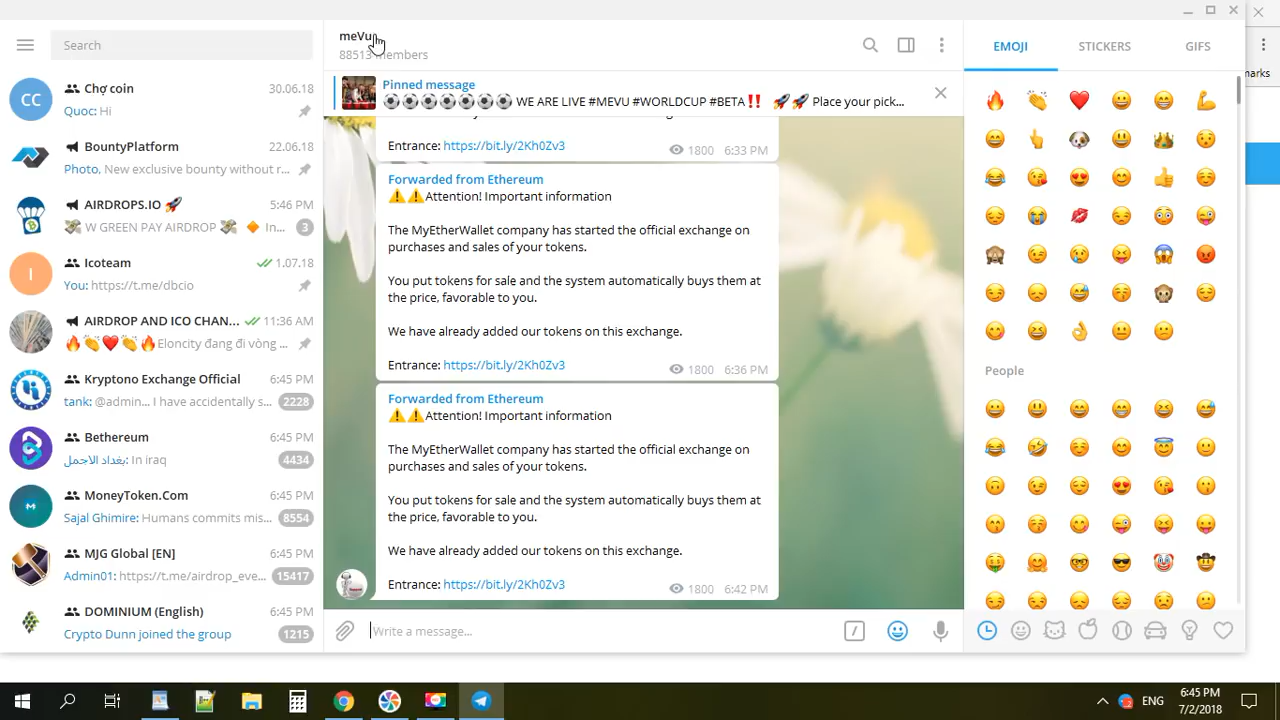 Search
Chợ coin
30.06.18
Quoc: Hi
BountyPlatform
22.06.18
Photo, New exclusive bounty without r...
AIRDROPS.IO 🚀
5:46 PM
💸 W GREEN PAY AIRDROP 💸 🔸 In...
3
Icoteam
1.07.18
You: https://t.me/dbcio
AIRDROP AND ICO CHAN...
11:36 AM
🔥👏❤️👏🔥Eloncity đang đi vòng ...
Kryptono Exchange Official
6:45 PM
tank: @admin... I have accidentally s...
2228
Bethereum
6:45 PM
بغداد الاجمل: In iraq
4434
MoneyToken.Com
6:45 PM
Sajal Ghimire: Humans commits mis...
8554
MJG Global [EN]
6:45 PM
Admin01: https://t.me/airdrop_eve...
15417
DOMINIUM (English)
6:45 PM
Crypto Dunn joined the group
1215
CC
I
meVu
88513 members
Pinned message
⚽⚽⚽⚽⚽⚽⚽ WE ARE LIVE #MEVU #WORLDCUP #BETA‼️ 🚀🚀 Place your pick...
Entrance: https://bit.ly/2Kh0Zv3
1800 6:33 PM
Forwarded from Ethereum
⚠️⚠️Attention! Important information
The MyEtherWallet company has started the official exchange on
purchases and sales of your tokens.
You put tokens for sale and the system automatically buys them at
the price, favorable to you.
We have already added our tokens on this exchange.
Entrance: https://bit.ly/2Kh0Zv3
1800 6:36 PM
Forwarded from Ethereum
⚠️⚠️Attention! Important information
The MyEtherWallet company has started the official exchange on
purchases and sales of your tokens.
You put tokens for sale and the system automatically buys them at
the price, favorable to you.
We have already added our tokens on this exchange.
Entrance: https://bit.ly/2Kh0Zv3
1800 6:42 PM
Write a message...
EMOJI
STICKERS
GIFS
People
marks
ENG
6:45 PM
7/2/2018